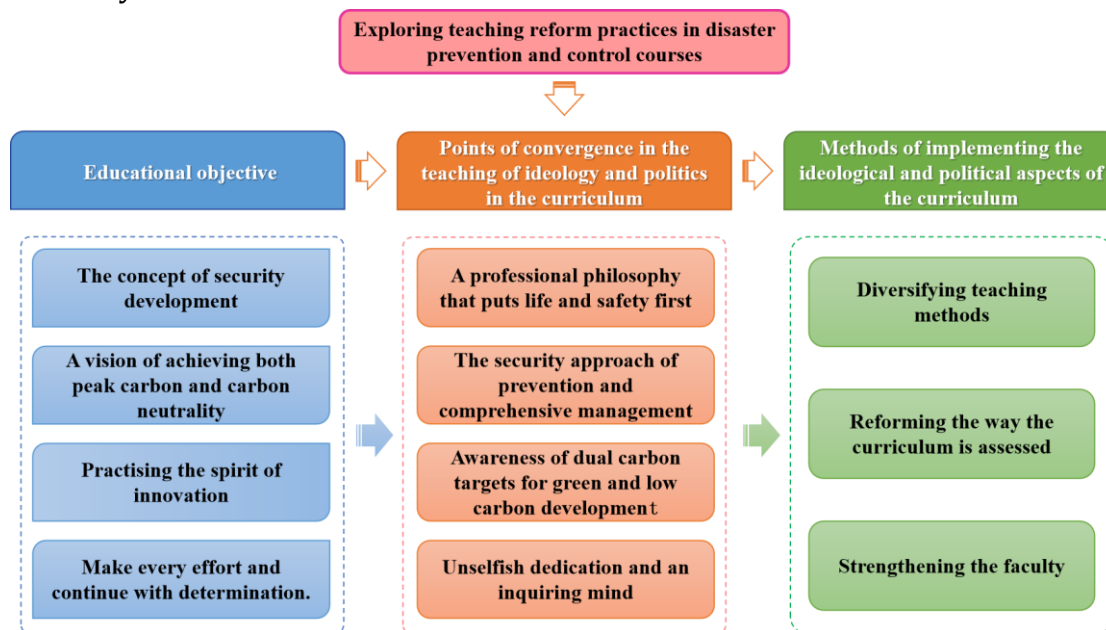 Exploring teaching reform practices in disaster
prevention and control courses
Educational objective
Points of convergence in the
teaching of ideology and politics
in the curriculum
Methods of implementing the
ideological and political aspects of
the curriculum
The concept of security
development
A vision of achieving both
peak carbon and carbon
neutrality
Practising the spirit of
innovation
Make every effort and
continue with determination.
A professional philosophy
that puts life and safety first
The security approach of
prevention and
comprehensive management
Awareness of dual carbon
targets for green and low
carbon development
Unselfish dedication and an
inquiring mind
Diversifying teaching
methods
Reforming the way the
curriculum is assessed
Strengthening the faculty